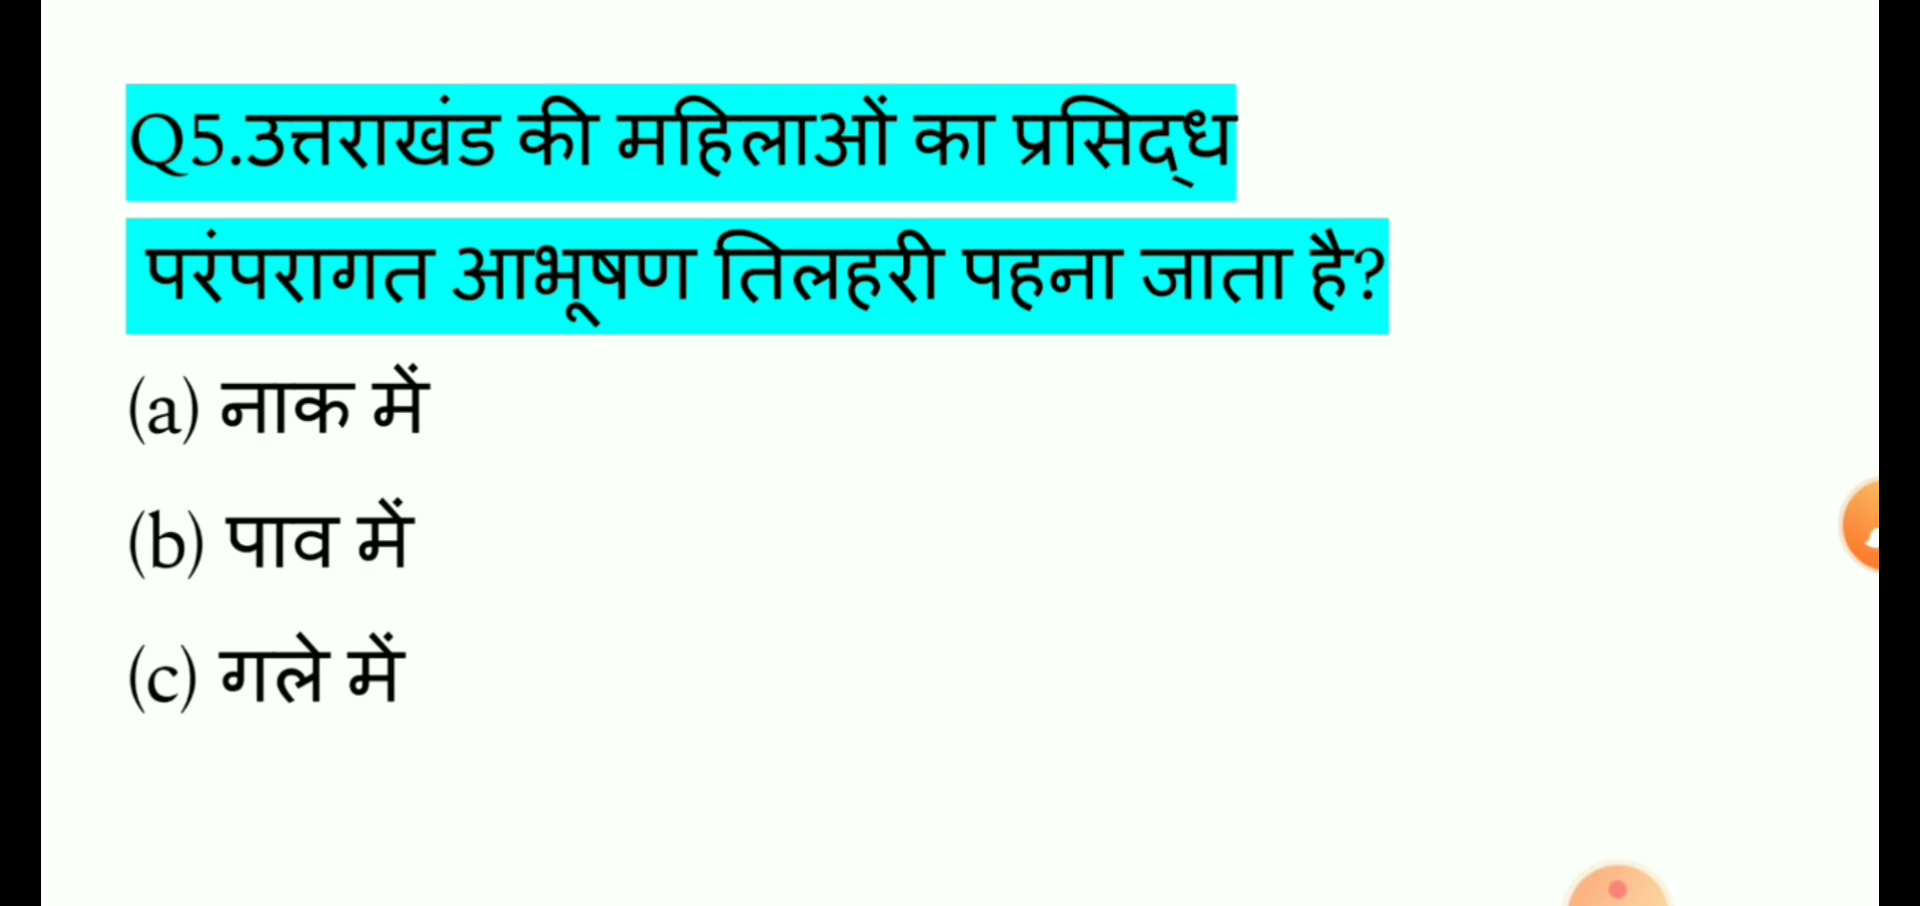 Q5.उत्तराखंड की महिलाओं का प्रसिद्‌ध
परंपरागत आभूषण तिलहरी पहना जाता है?
(a) नाक में
(b) पाव में
(c) गले में